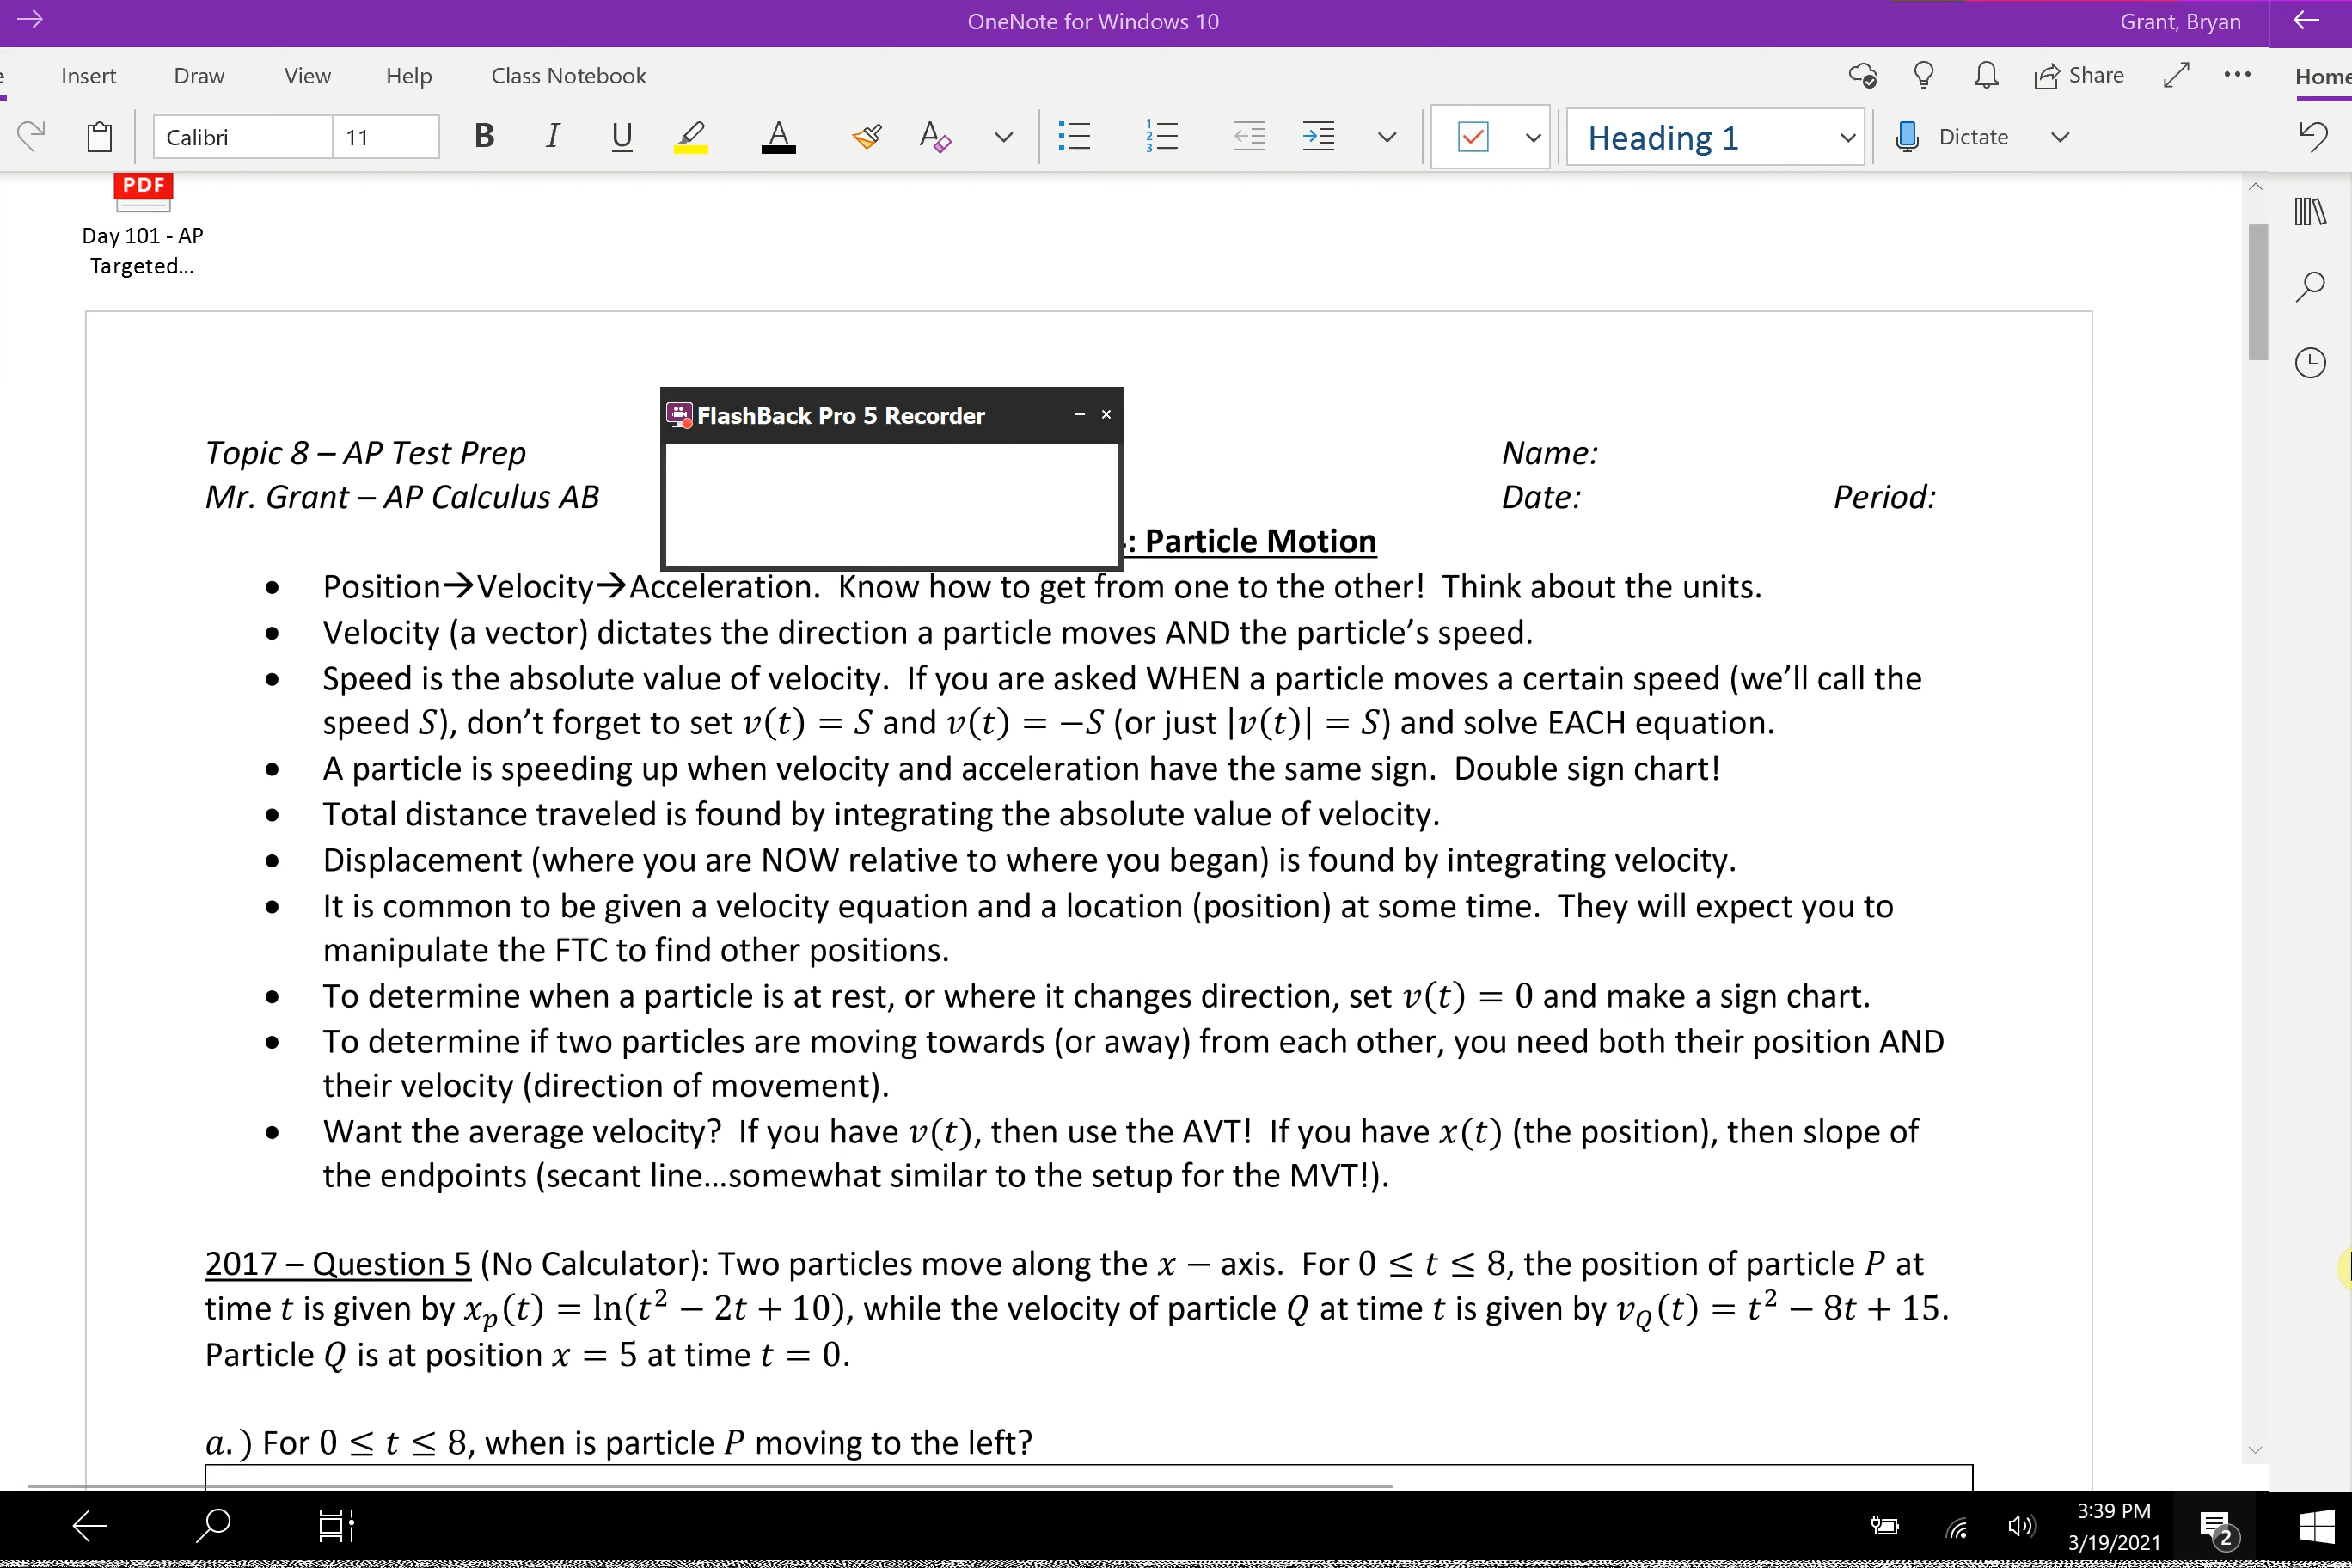 OneNote for Windows 10
Grant, Bryan
Insert Draw View Help Class Notebook
Share
Home
Calibri 11 B I U A A Heading 1 Dictate
PDF
Day 101 - AP
Targeted...
FlashBack Pro 5 Recorder
Topic 8 – AP Test Prep Name:
Mr. Grant – AP Calculus AB Date: Period:
: Particle Motion
• Position→Velocity→Acceleration. Know how to get from one to the other! Think about the units.
• Velocity (a vector) dictates the direction a particle moves AND the particle's speed.
• Speed is the absolute value of velocity. If you are asked WHEN a particle moves a certain speed (we'll call the
speed S), don't forget to set v(t) = S and v(t) = −S (or just |v(t)| = S) and solve EACH equation.
• A particle is speeding up when velocity and acceleration have the same sign. Double sign chart!
• Total distance traveled is found by integrating the absolute value of velocity.
• Displacement (where you are NOW relative to where you began) is found by integrating velocity.
• It is common to be given a velocity equation and a location (position) at some time. They will expect you to
manipulate the FTC to find other positions.
• To determine when a particle is at rest, or where it changes direction, set v(t) = 0 and make a sign chart.
• To determine if two particles are moving towards (or away) from each other, you need both their position AND
their velocity (direction of movement).
• Want the average velocity? If you have v(t), then use the AVT! If you have x(t) (the position), then slope of
the endpoints (secant line...somewhat similar to the setup for the MVT!).
2017 – Question 5 (No Calculator): Two particles move along the x − axis. For 0 ≤ t ≤ 8, the position of particle P at
time t is given by xₚ(t) = ln(t² − 2t + 10), while the velocity of particle Q at time t is given by v_Q(t) = t² − 8t + 15.
Particle Q is at position x = 5 at time t = 0.
a.) For 0 ≤ t ≤ 8, when is particle P moving to the left?
3:39 PM
3/19/2021
2